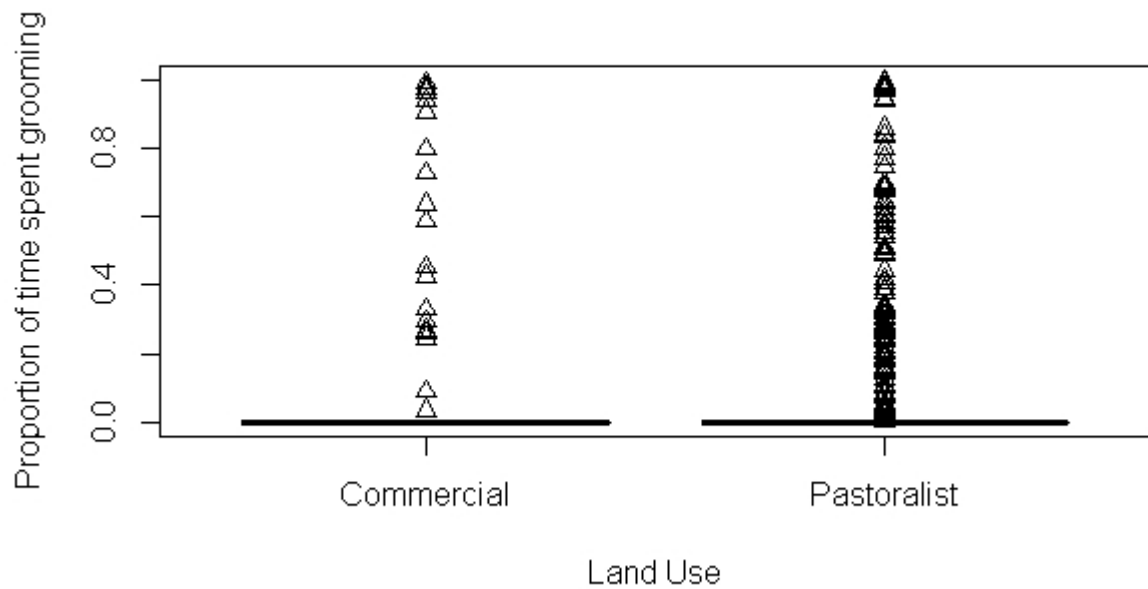 Proportion of time spent grooming
0.8
0.4
0.0
Commercial Pastoralist
Land Use